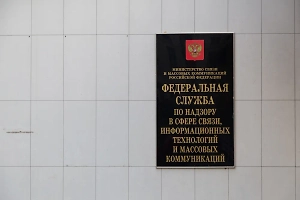 МИНИСТЕРСТВО СВЯЗИ
И МАССОВЫХ КОММУНИКАЦИЙ
РОССИЙСКОЙ ФЕДЕРАЦИИ
ФЕДЕРАЛЬНАЯ
СЛУЖБА
ПО НАДЗОРУ
В СФЕРЕ СВЯЗИ,
ИНФОРМАЦИОННЫХ
ТЕХНОЛОГИЙ
И МАССОВЫХ
КОММУНИКАЦИЙ